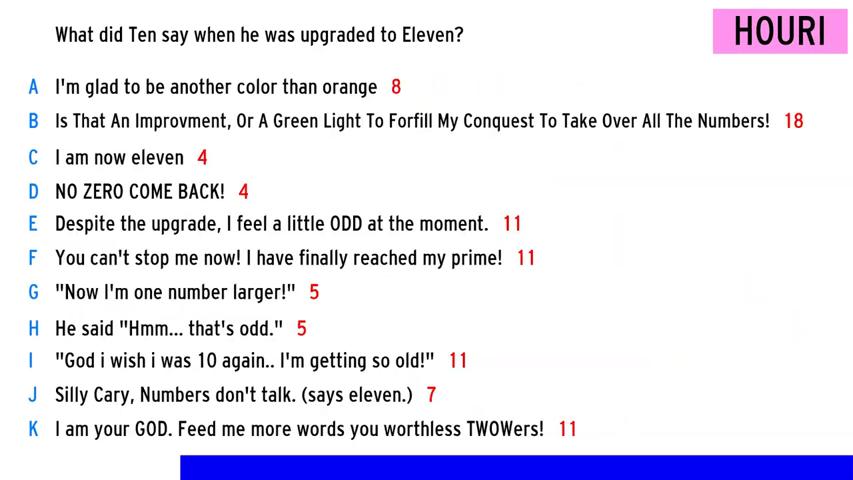 What did Ten say when he was upgraded to Eleven?
HOURI
A I'm glad to be another color than orange 8
B Is That An Improvment, Or A Green Light To Forfill My Conquest To Take Over All The Numbers! 18
C I am now eleven 4
D NO ZERO COME BACK! 4
E Despite the upgrade, I feel a little ODD at the moment. 11
F You can't stop me now! I have finally reached my prime! 11
G "Now I'm one number larger!" 5
H He said "Hmm... that's odd." 5
I "God i wish i was 10 again.. I'm getting so old!" 11
J Silly Cary, Numbers don't talk. (says eleven.) 7
K I am your GOD. Feed me more words you worthless TWOWers! 11